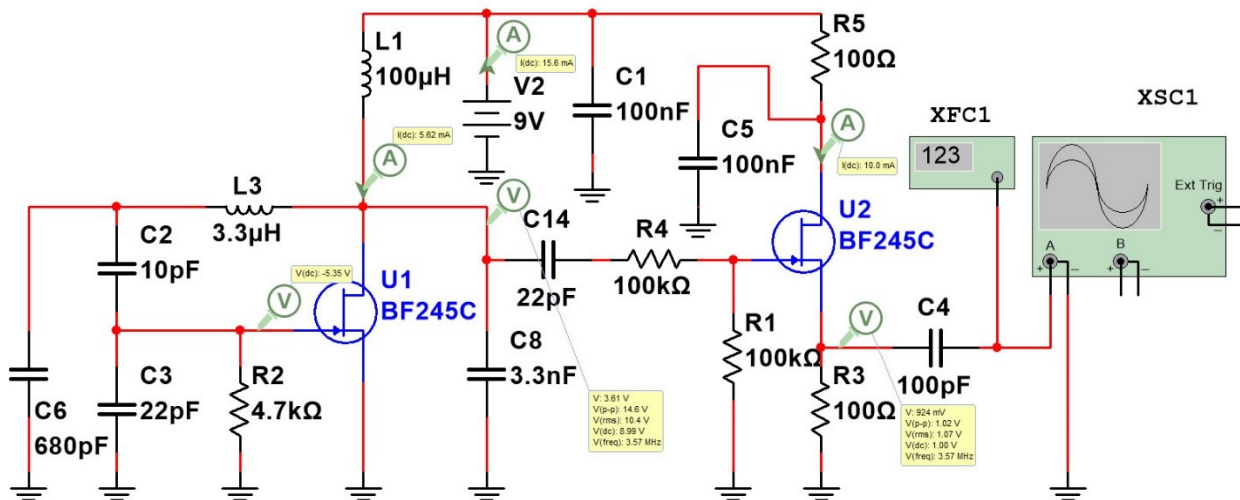 R5
100Ω
L1
100µH
A
I(dc): 15.6 mA
V2
9V
C1
100nF
XSC1
XFC1
123
Ext Trig
+
−
A
B
+
−
+
−
C5
100nF
A
I(dc): 10.0 mA
A
I(dc): 5.62 mA
L3
3.3µH
V
C14
22pF
R4
100kΩ
U2
BF245C
C2
10pF
V(dc): -5.35 V
V
U1
BF245C
V
C4
100pF
C8
3.3nF
R1
100kΩ
R3
100Ω
C6
680pF
C3
22pF
R2
4.7kΩ
V: 3.61 V
V(p-p): 14.6 V
V(rms): 10.4 V
V(dc): 8.99 V
V(freq): 3.57 MHz
V: 924 mV
V(p-p): 1.02 V
V(rms): 1.07 V
V(dc): 1.00 V
V(freq): 3.57 MHz